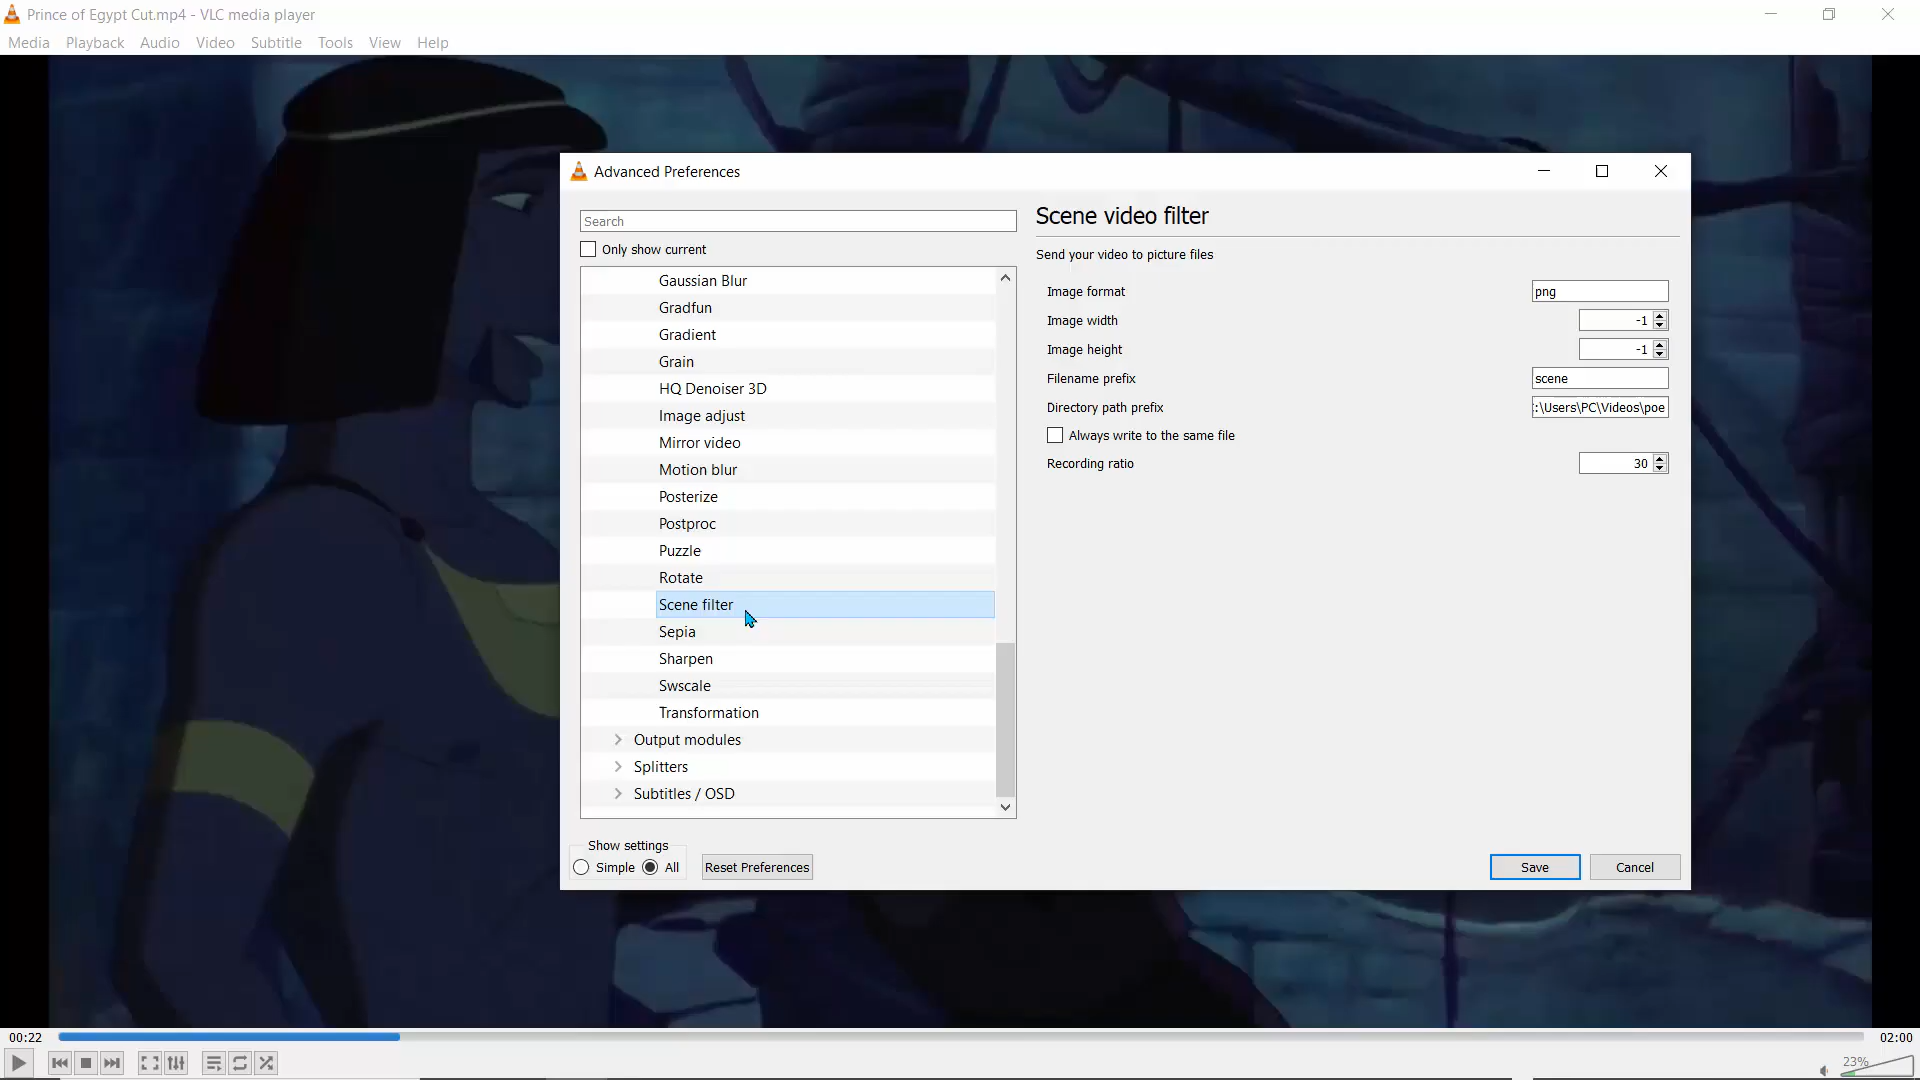 Prince of Egypt Cut.mp4 - VLC media player
Media Playback Audio Video Subtitle Tools View Help
Advanced Preferences
Search
Only show current
Gaussian Blur
Gradfun
Gradient
Grain
HQ Denoiser 3D
Image adjust
Mirror video
Motion blur
Posterize
Postproc
Puzzle
Rotate
Scene filter
Sepia
Sharpen
Swscale
Transformation
Output modules
Splitters
Subtitles / OSD
Show settings
Simple All Reset Preferences
Scene video filter
Send your video to picture files
Image format png
Image width -1
Image height -1
Filename prefix scene
Directory path prefix :\Users\PC\Videos\poe
Always write to the same file
Recording ratio 30
Save Cancel
00:22 02:00
23%